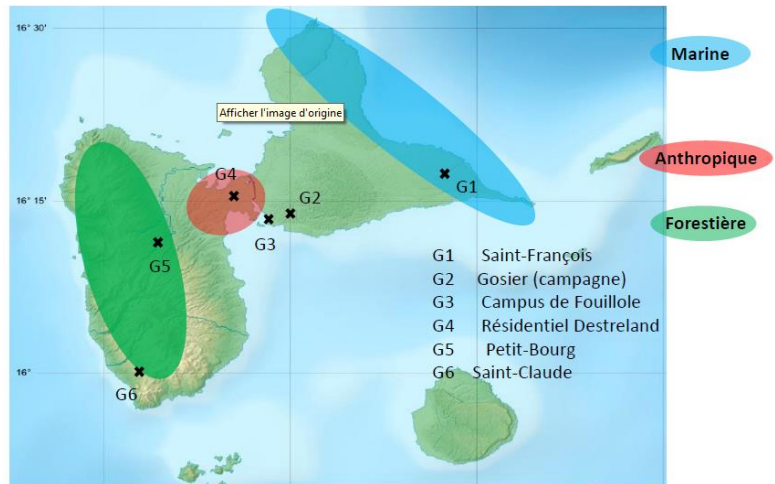 16° 30'
Marine
Afficher l'image d'origine
Anthropique
G4
G1
16° 15'
G2
G3
Forestière
G5
G1 Saint-François
G2 Gosier (campagne)
G3 Campus de Fouillole
G4 Résidentiel Destreland
G5 Petit-Bourg
G6 Saint-Claude
16°
G6